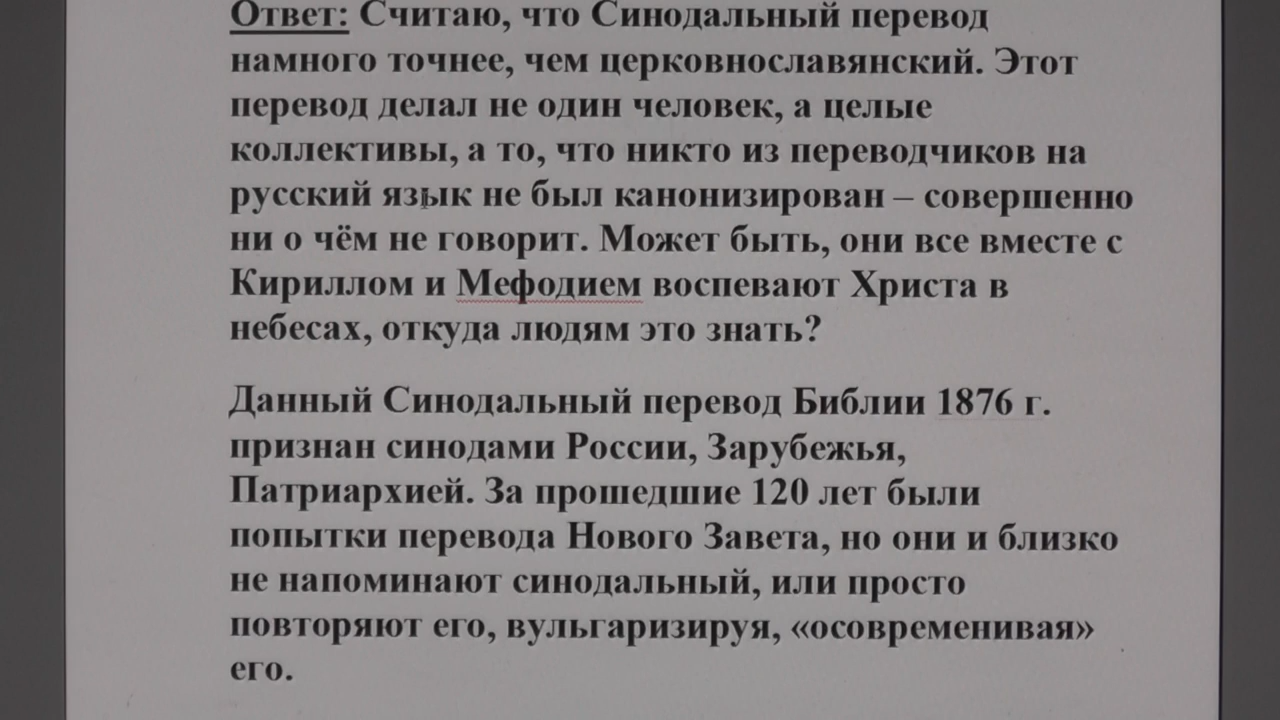 Ответ: Считаю, что Синодальный перевод
намного точнее, чем церковнославянский. Этот
перевод делал не один человек, а целые
коллективы, а то, что никто из переводчиков на
русский язык не был канонизирован – совершенно
ни о чём не говорит. Может быть, они все вместе с
Кириллом и Мефодием воспевают Христа в
небесах, откуда людям это знать?
Данный Синодальный перевод Библии 1876 г.
признан синодами России, Зарубежья,
Патриархией. За прошедшие 120 лет были
попытки перевода Нового Завета, но они и близко
не напоминают синодальный, или просто
повторяют его, вульгаризируя, «осовременивая»
его.